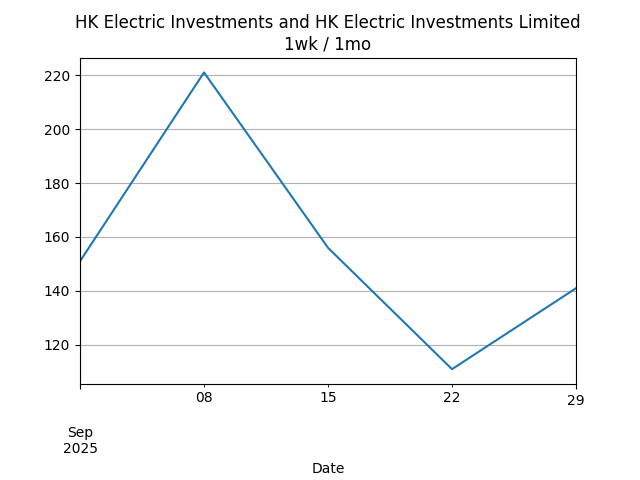 HK Electric Investments and HK Electric Investments Limited
1wk / 1mo
220
200
180
160
140
120
08
15
22
29
Sep
2025
Date